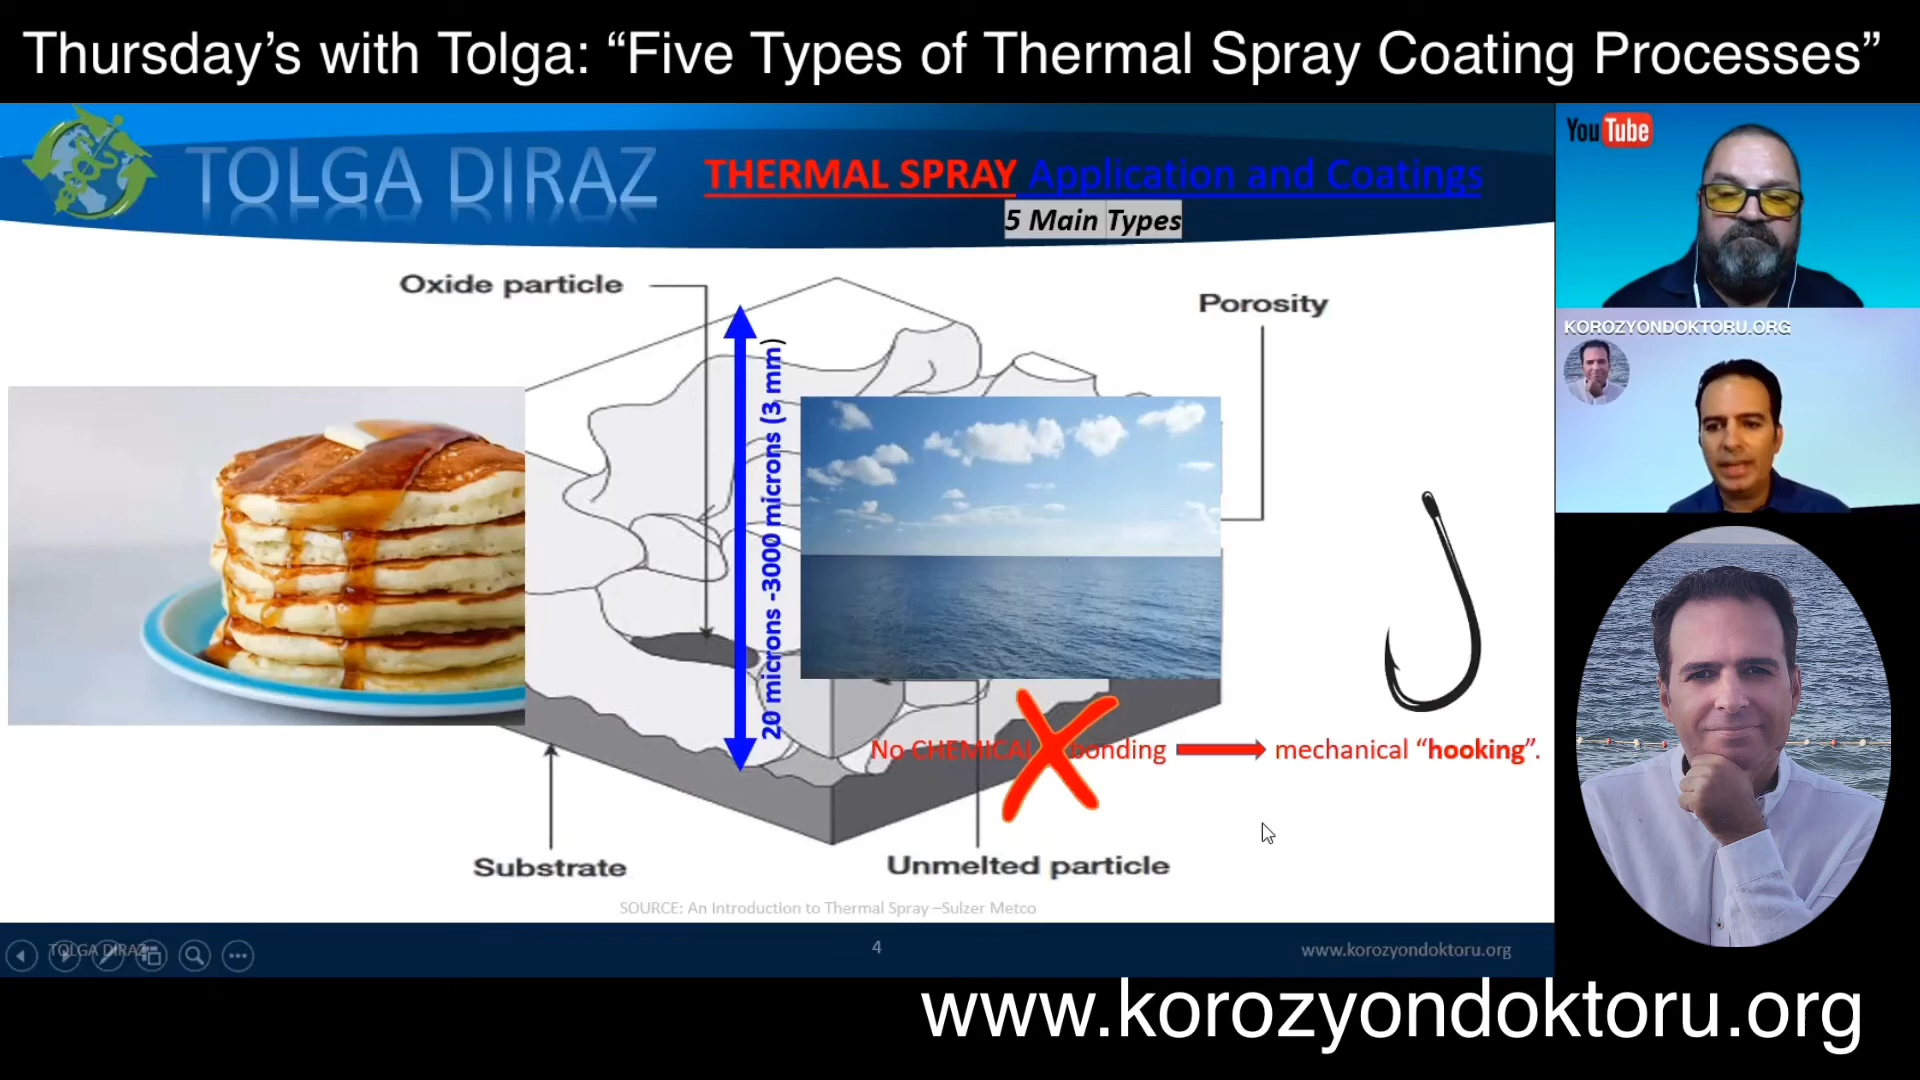 Thursday’s with Tolga: “Five Types of Thermal Spray Coating Processes”
TOLGA DIRAZ
THERMAL SPRAY Application and Coatings
5 Main Types
YouTube
KOROZYONDOKTORU.ORG
Oxide particle
Porosity
20 microns -3000 microns (3 mm)
No CHEMICAL bonding
mechanical “hooking”.
Substrate
Unmelted particle
SOURCE: An Introduction to Thermal Spray –Sulzer Metco
TOLGA DIRAZ
4
www.korozyondoktoru.org
www.korozyondoktoru.org